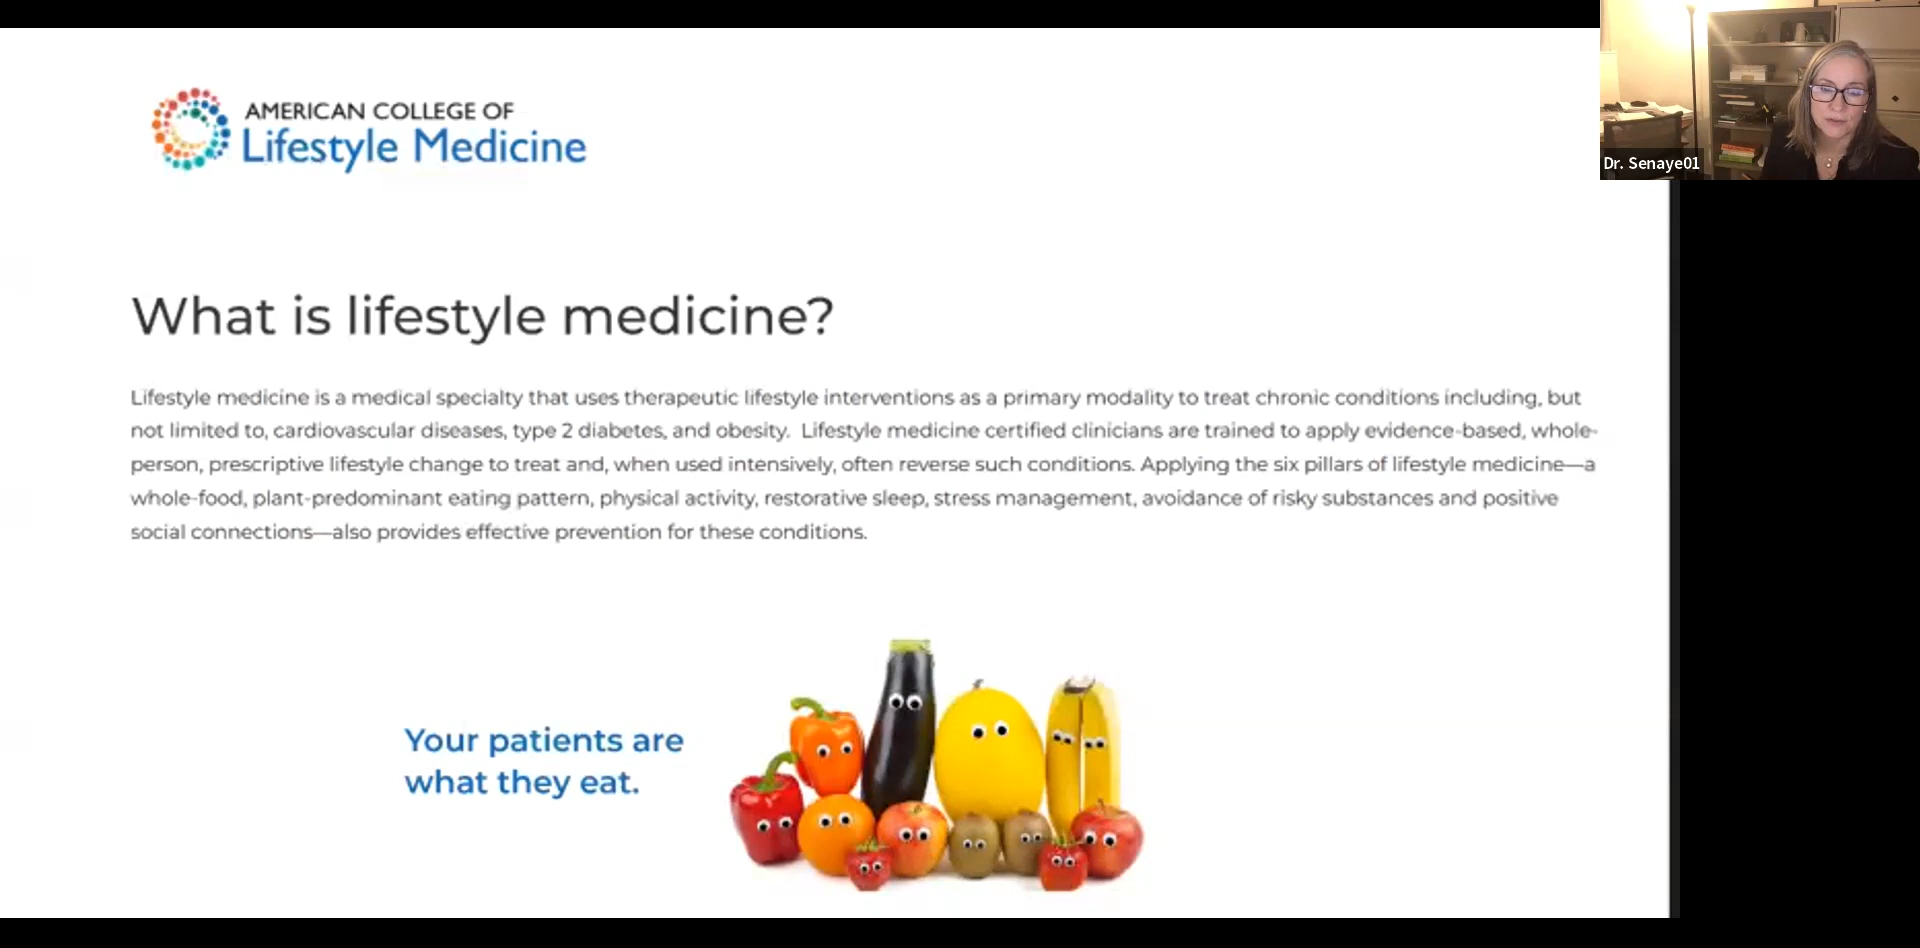 AMERICAN COLLEGE OF
Lifestyle Medicine
Dr. Senaye01
What is lifestyle medicine?
Lifestyle medicine is a medical specialty that uses therapeutic lifestyle interventions as a primary modality to treat chronic conditions including, but
not limited to, cardiovascular diseases, type 2 diabetes, and obesity.  Lifestyle medicine certified clinicians are trained to apply evidence-based, whole-
person, prescriptive lifestyle change to treat and, when used intensively, often reverse such conditions. Applying the six pillars of lifestyle medicine—a
whole-food, plant-predominant eating pattern, physical activity, restorative sleep, stress management, avoidance of risky substances and positive
social connections—also provides effective prevention for these conditions.
Your patients are
what they eat.